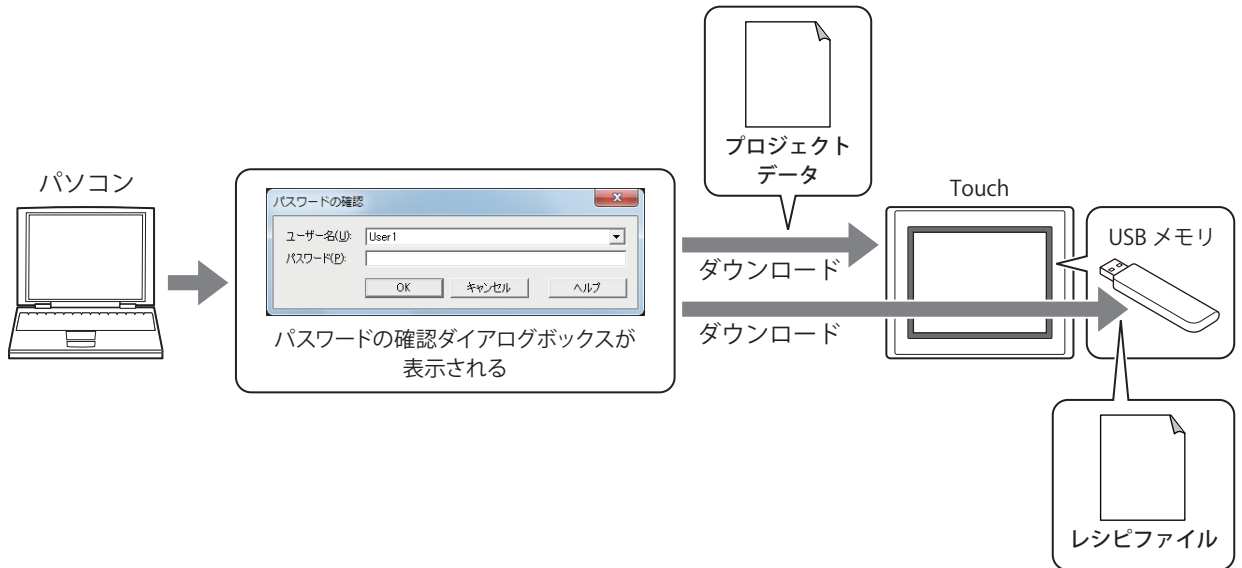 プロジェクト
データ
パソコン
パスワードの確認
ユーザー名(U):
User1
パスワード(P):
OK
キャンセル
ヘルプ
パスワードの確認ダイアログボックスが
表示される
ダウンロード
ダウンロード
Touch
USB メモリ
レシピファイル